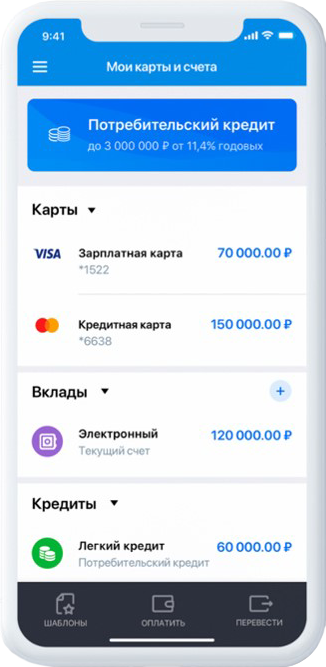 9:41
Мои карты и счета
Потребительский кредит
до 3 000 000 ₽ от 11,4% годовых
Карты
VISA
Зарплатная карта
70 000.00 ₽
*1522
Кредитная карта
150 000.00 ₽
*6638
Вклады
+
Электронный
120 000.00 ₽
Текущий счет
Кредиты
Легкий кредит
60 000.00 ₽
Потребительский кредит
ШАБЛОНЫ
ОПЛАТИТЬ
ПЕРЕВЕСТИ